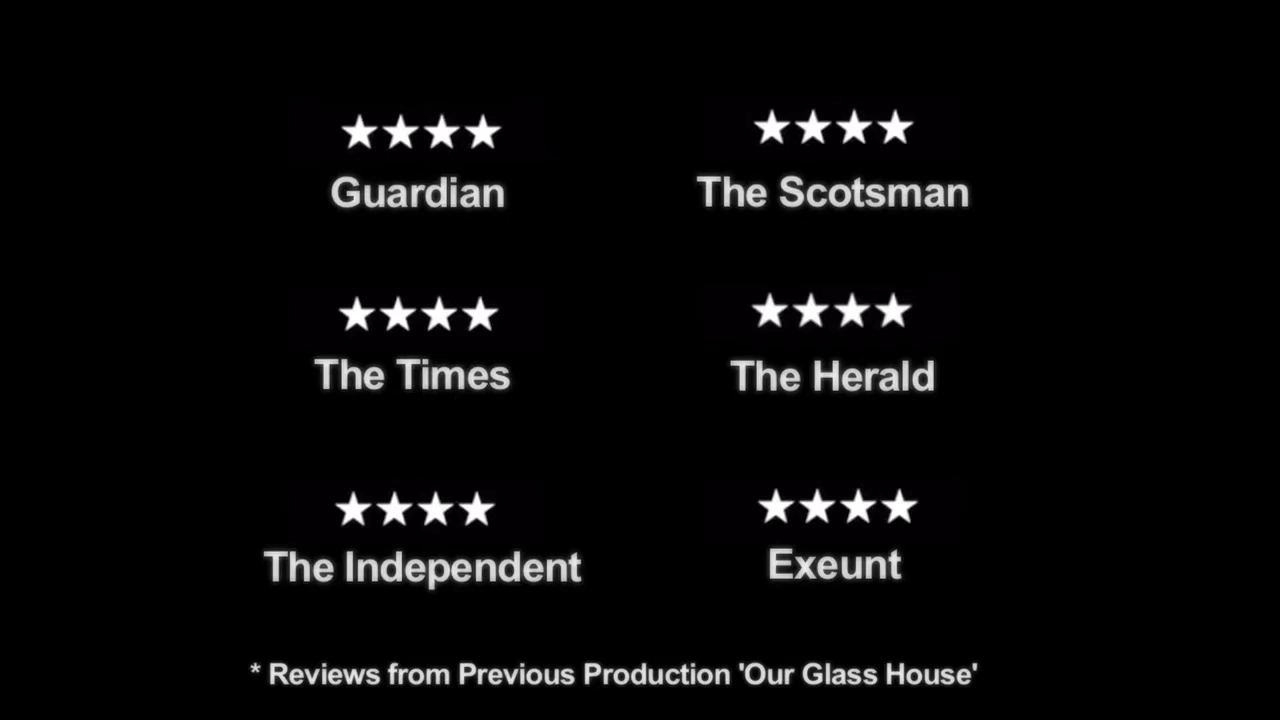 ★★★★ ★★★★
Guardian The Scotsman
★★★★ ★★★★
The Times The Herald
★★★★ ★★★★
The Independent Exeunt
* Reviews from Previous Production 'Our Glass House'